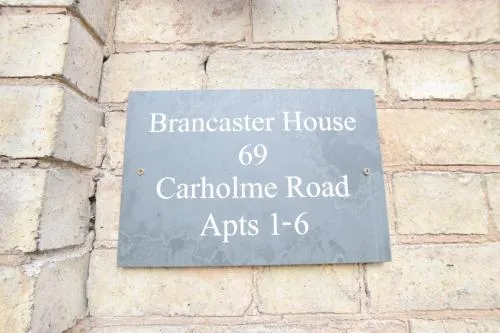 Brancaster House
69
Carholme Road
Apts 1-6